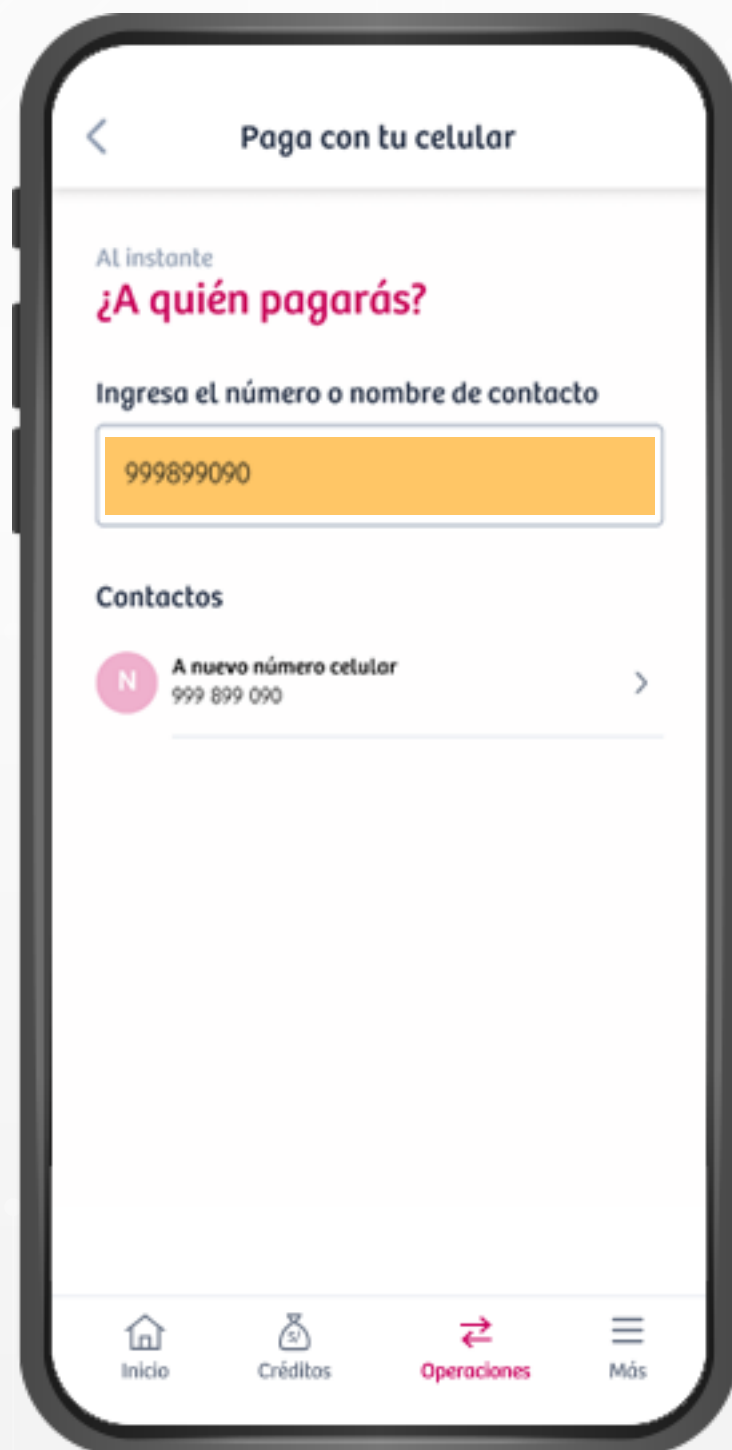 Paga con tu celular
Al instante
¿A quién pagarás?
Ingresa el número o nombre de contacto
999899090
Contactos
N
A nuevo número celular
999 899 090
S/
Inicio
Créditos
Operaciones
Más